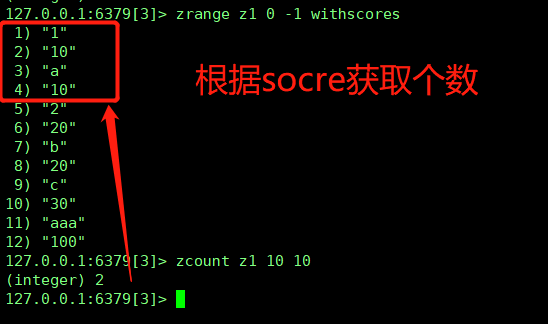 127.0.0.1:6379[3]> zrange z1 0 -1 withscores
1) "1"
2) "10"
3) "a"
4) "10"
5) "2"
6) "20"
7) "b"
8) "20"
9) "c"
10) "30"
11) "aaa"
12) "100"
127.0.0.1:6379[3]> zcount z1 10 10
(integer) 2
127.0.0.1:6379[3]>
根据socre获取个数